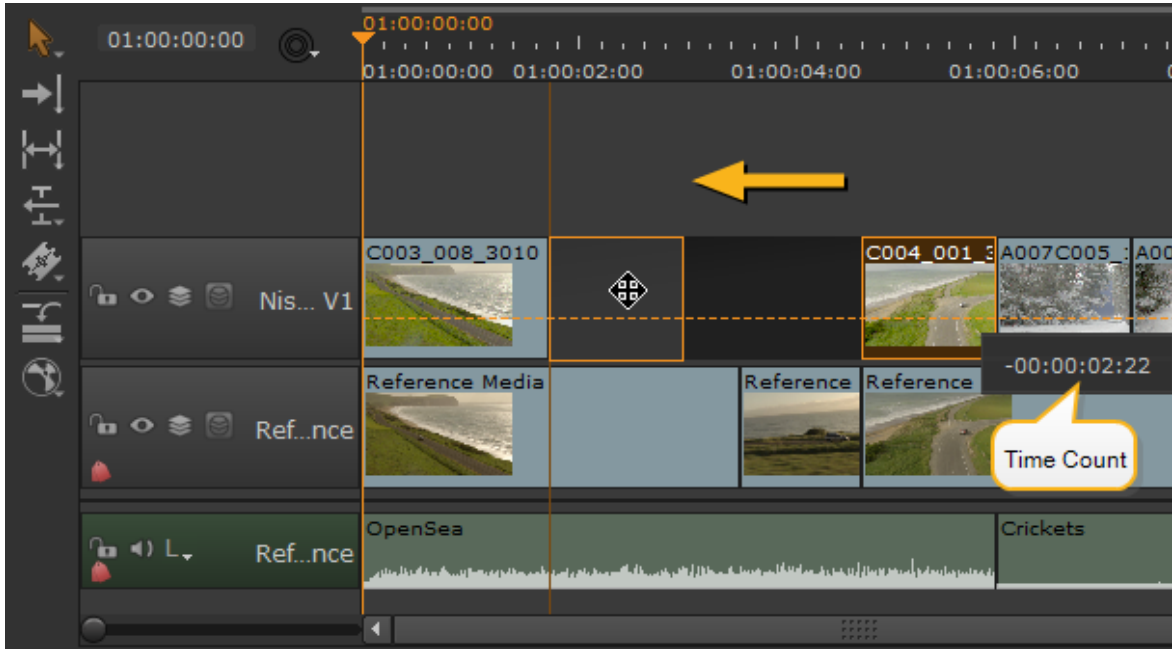 01:00:00:00
01:00:00:00
01:00:00:00 01:00:02:00 01:00:04:00 01:00:06:00
C003_008_3010
C004_001_3
A007C005_1
A00
Nis... V1
-00:00:02:22
Time Count
Reference Media
Reference
Reference
Ref...nce
OpenSea
Crickets
L
Ref...nce